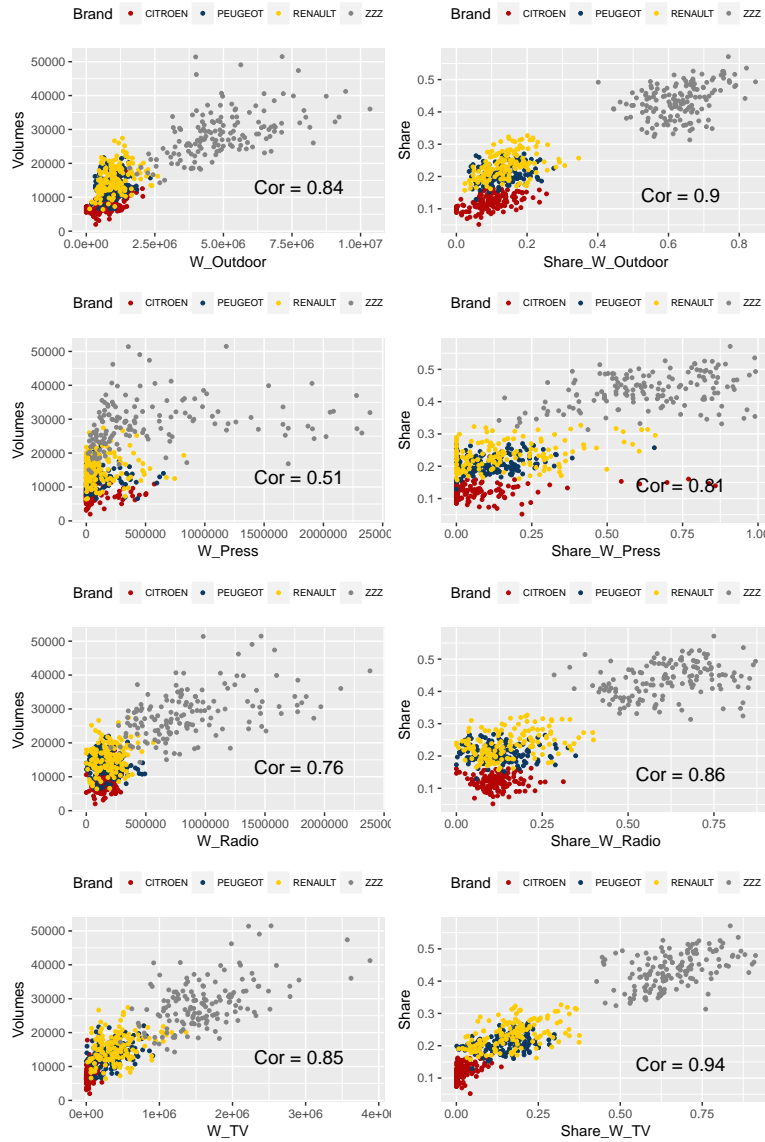 Brand CITROEN PEUGEOT RENAULT ZZZ
50000
40000
30000
20000
10000
0
Volumes
Cor = 0.84
0.0e+00 2.5e+06 5.0e+06 7.5e+06 1.0e+07
W_Outdoor
Brand CITROEN PEUGEOT RENAULT ZZZ
0.5
0.4
0.3
0.2
0.1
Share
Cor = 0.9
0.0 0.2 0.4 0.6 0.8
Share_W_Outdoor
Brand CITROEN PEUGEOT RENAULT ZZZ
50000
40000
30000
20000
10000
0
Volumes
Cor = 0.51
0 500000 1000000 1500000 2000000 2500
W_Press
Brand CITROEN PEUGEOT RENAULT ZZZ
0.5
0.4
0.3
0.2
0.1
Share
Cor = 0.81
0.00 0.25 0.50 0.75 1.00
Share_W_Press
Brand CITROEN PEUGEOT RENAULT ZZZ
50000
40000
30000
20000
10000
0
Volumes
Cor = 0.76
0 500000 1000000 1500000 2000000 25000
W_Radio
Brand CITROEN PEUGEOT RENAULT ZZZ
0.5
0.4
0.3
0.2
0.1
Share
Cor = 0.86
0.00 0.25 0.50 0.75
Share_W_Radio
Brand CITROEN PEUGEOT RENAULT ZZZ
50000
40000
30000
20000
10000
0
Volumes
Cor = 0.85
0e+00 1e+06 2e+06 3e+06 4e+0
W_TV
Brand CITROEN PEUGEOT RENAULT ZZZ
0.5
0.4
0.3
0.2
0.1
Share
Cor = 0.94
0.00 0.25 0.50 0.75
Share_W_TV